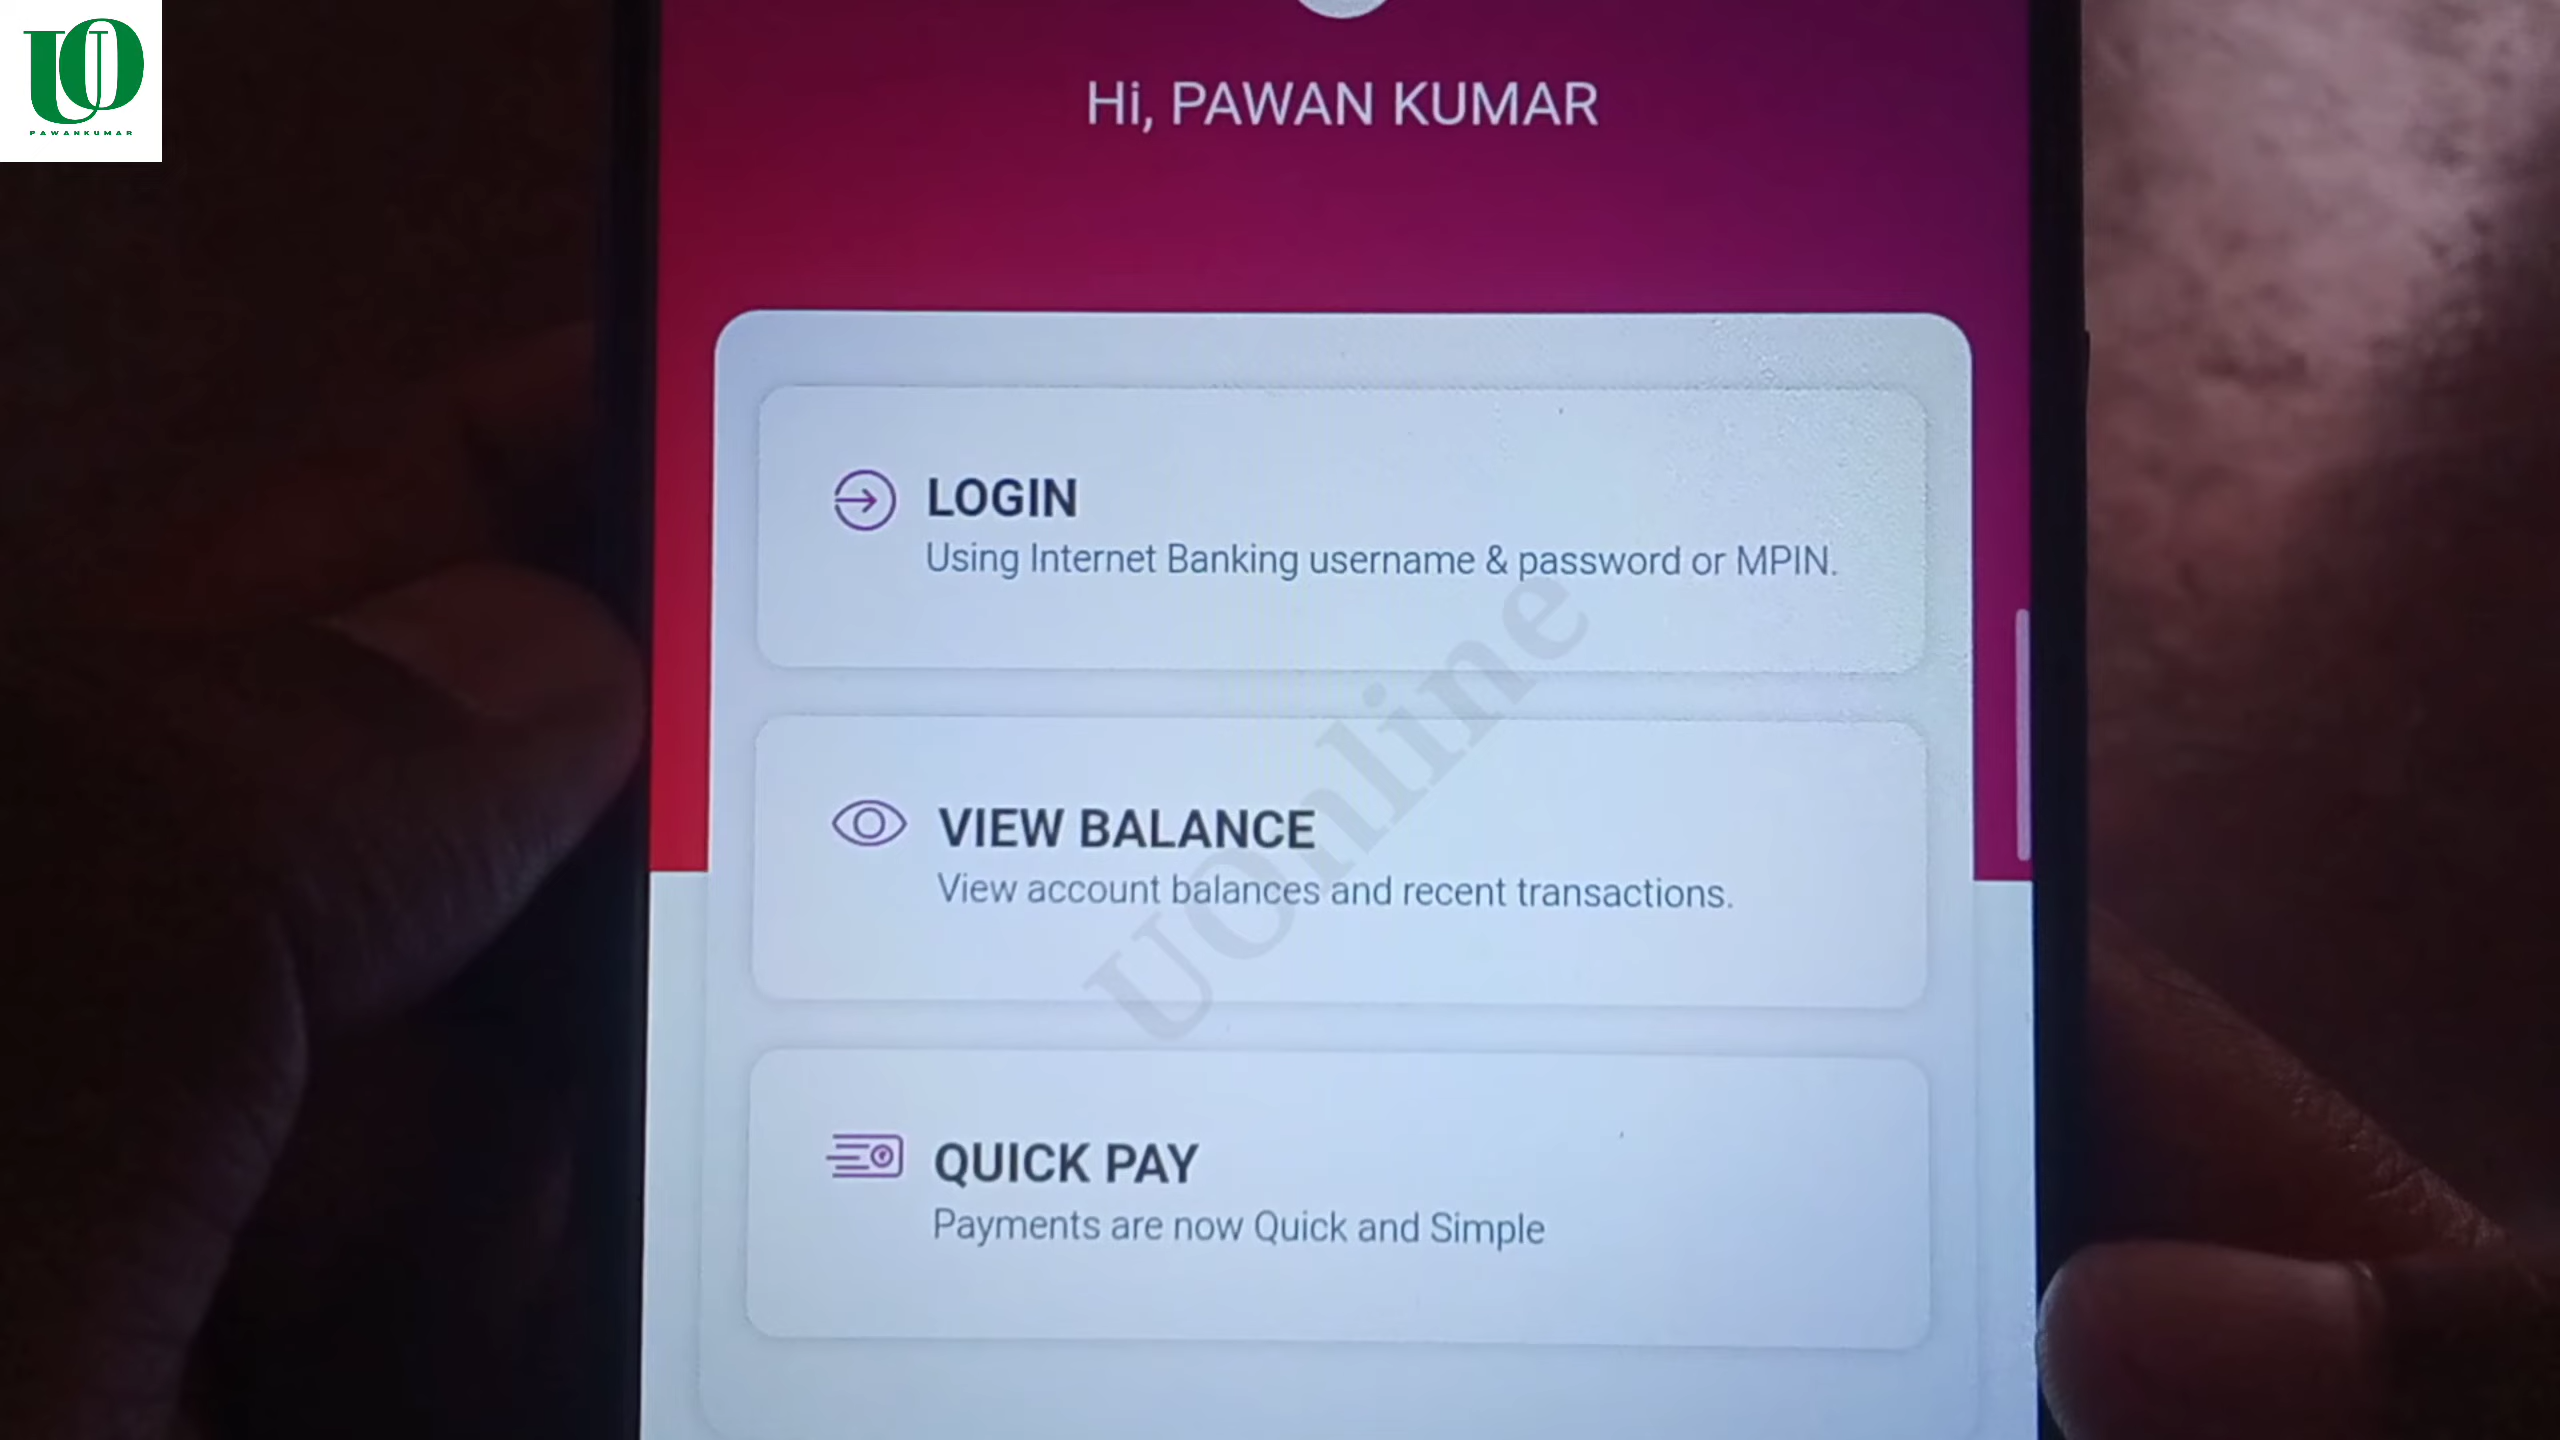 UO
PAWANKUMAR
Hi, PAWAN KUMAR
LOGIN
Using Internet Banking username & password or MPIN.
VIEW BALANCE
View account balances and recent transactions.
QUICK PAY
Payments are now Quick and Simple
UOnline